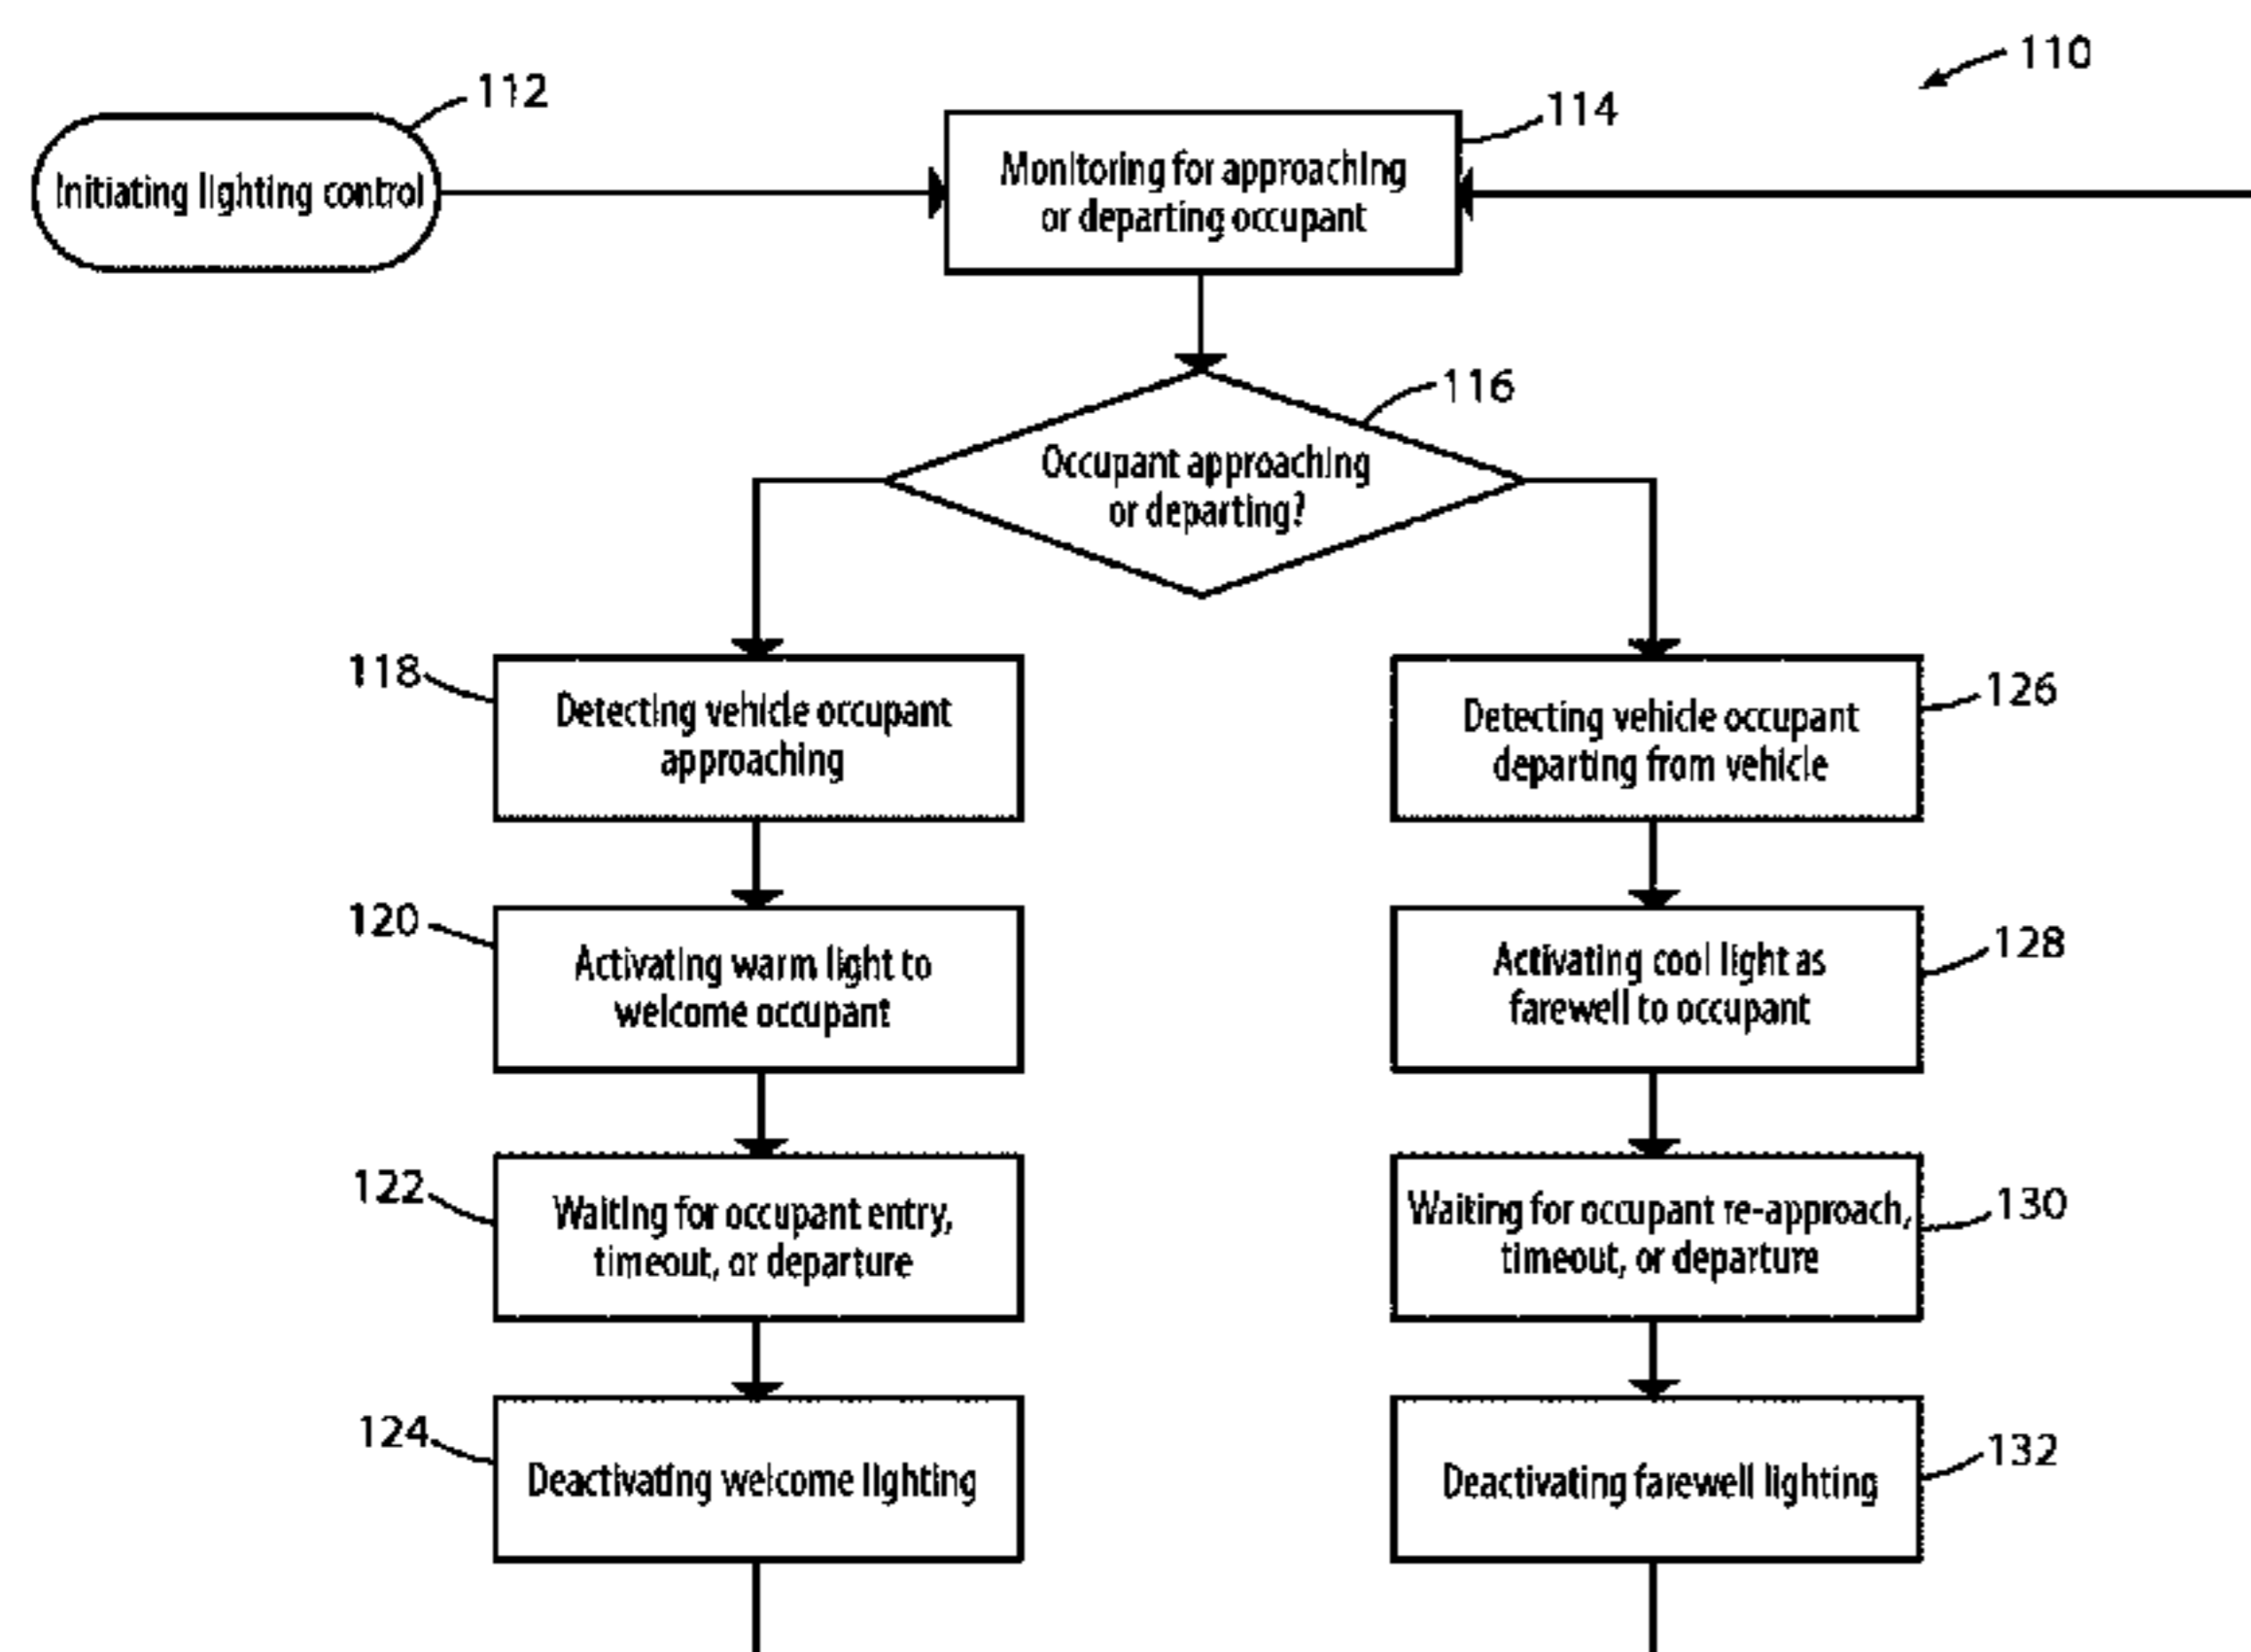 110
112
Initiating lighting control
114
Monitoring for approaching
or departing occupant
116
Occupant approaching
or departing?
118
Detecting vehicle occupant
approaching
126
Detecting vehicle occupant
departing from vehicle
120
Activating warm light to
welcome occupant
128
Activating cool light as
farewell to occupant
122
Waiting for occupant entry,
timeout, or departure
130
Waiting for occupant re-approach,
timeout, or departure
124
Deactivating welcome lighting
132
Deactivating farewell lighting